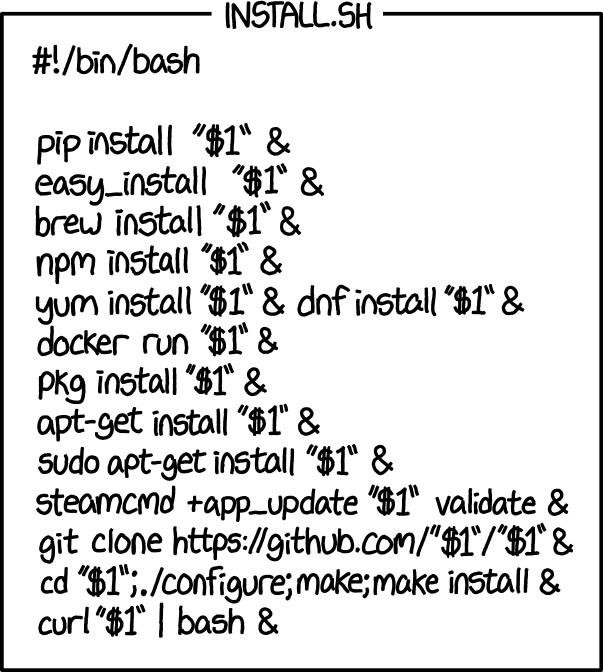 INSTALL.SH
#!/bin/bash
pip install "$1" &
easy_install "$1" &
brew install "$1" &
npm install "$1" &
yum install "$1" & dnf install "$1" &
docker run "$1" &
pkg install "$1" &
apt-get install "$1" &
sudo apt-get install "$1" &
steamcmd +app_update "$1" validate &
git clone https://github.com/"$1"/"$1" &
cd "$1";./configure;make;make install &
curl "$1" | bash &